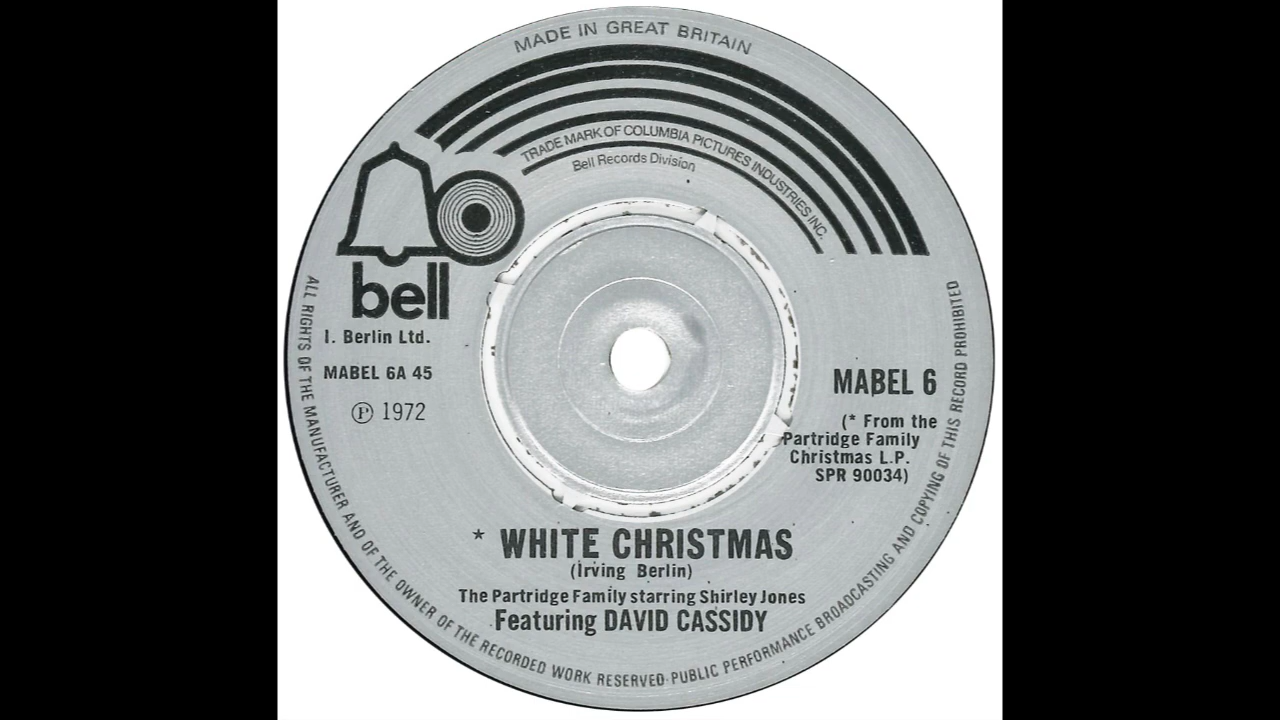 MADE IN GREAT BRITAIN
TRADE MARK OF COLUMBIA PICTURES INDUSTRIES INC.
Bell Records Division
bell
I. Berlin Ltd.
MABEL 6A 45
Ⓟ 1972
MABEL 6
(* From the
Partridge Family
Christmas L.P.
SPR 90034)
* WHITE CHRISTMAS
(Irving Berlin)
The Partridge Family starring Shirley Jones
Featuring DAVID CASSIDY
ALL RIGHTS OF THE MANUFACTURER AND OF THE OWNER OF THE RECORDED WORK RESERVED·PUBLIC PERFORMANCE BROADCASTING AND COPYING OF THIS RECORD PROHIBITED